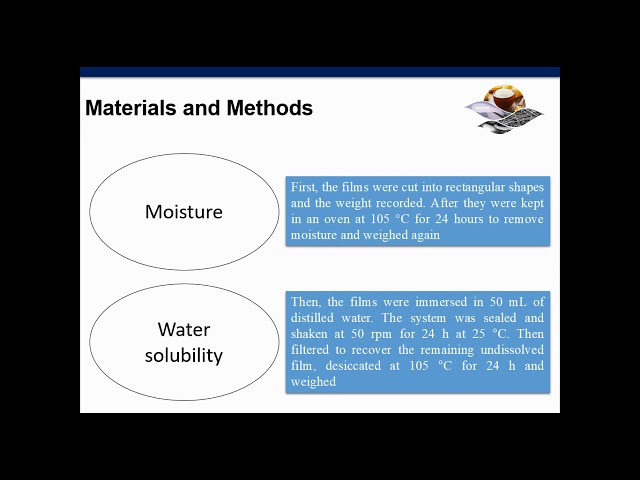 Materials and Methods
Moisture
First, the films were cut into rectangular shapes
and the weight recorded. After they were kept
in an oven at 105 °C for 24 hours to remove
moisture and weighed again
Water
solubility
Then, the films were immersed in 50 mL of
distilled water. The system was sealed and
shaken at 50 rpm for 24 h at 25 °C. Then
filtered to recover the remaining undissolved
film, desiccated at 105 °C for 24 h and
weighed